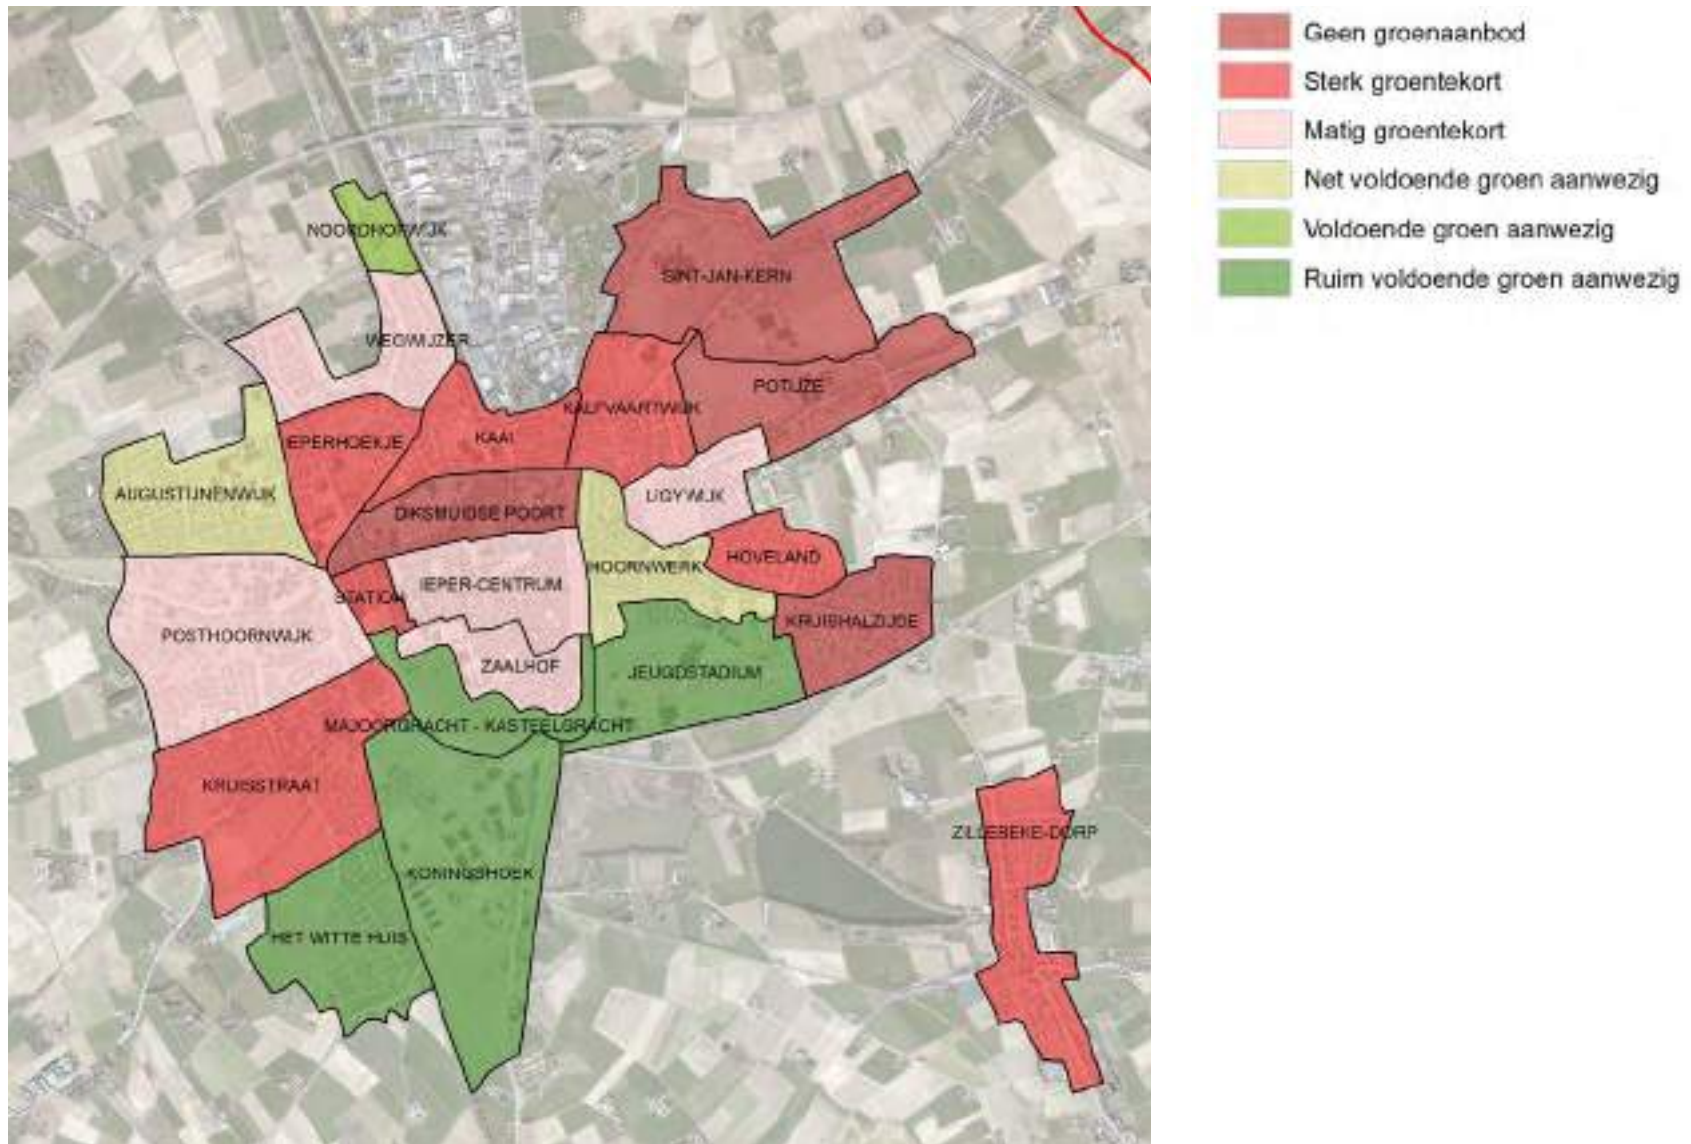 Geen groenaanbod
Sterk groentekort
Matig groentekort
Net voldoende groen aanwezig
Voldoende groen aanwezig
Ruim voldoende groen aanwezig
NOORDHOFWIJK
SINT-JAN-KERN
WEGWIJZER
POTIJZE
KALFVAARTWIJK
IEPERHOEKJE
KAAI
AUGUSTIJNENWIJK
LIGYWIJK
DIKSMUIDSE POORT
HOVELAND
HOORNWERK
IEPER-CENTRUM
STATION
KRUISHALZIJDE
POSTHOORNWIJK
ZAALHOF
JEUGDSTADIUM
MAJOORGRACHT - KASTEELGRACHT
KRUISSTRAAT
ZILLEBEKE-DORP
KONINGSHOEK
HET WITTE HUIS